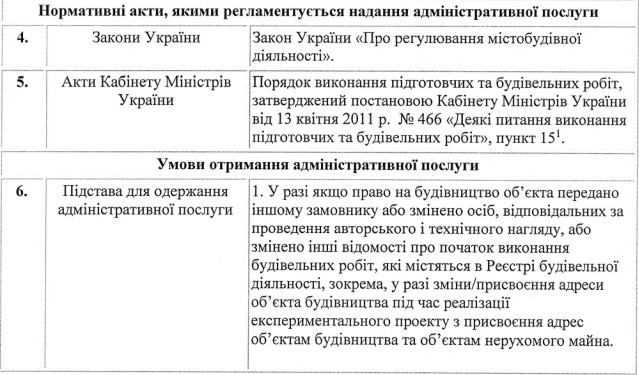 Нормативні акти, якими регламентується надання адміністративної послуги
4. Закони України Закон України «Про регулювання містобудівної
діяльності».
5. Акти Кабінету Міністрів Порядок виконання підготовчих та будівельних робіт,
України затверджений постановою Кабінету Міністрів України
від 13 квітня 2011 р. № 466 «Деякі питання виконання
підготовчих та будівельних робіт», пункт 15¹.
Умови отримання адміністративної послуги
6. Підстава для одержання 1. У разі якщо право на будівництво об’єкта передано
адміністративної послуги іншому замовнику або змінено осіб, відповідальних за
проведення авторського і технічного нагляду, або
змінено інші відомості про початок виконання
будівельних робіт, які містяться в Реєстрі будівельної
діяльності, зокрема, у разі зміни/присвоєння адреси
об’єкта будівництва під час реалізації
експериментального проекту з присвоєння адрес
об’єктам будівництва та об’єктам нерухомого майна.